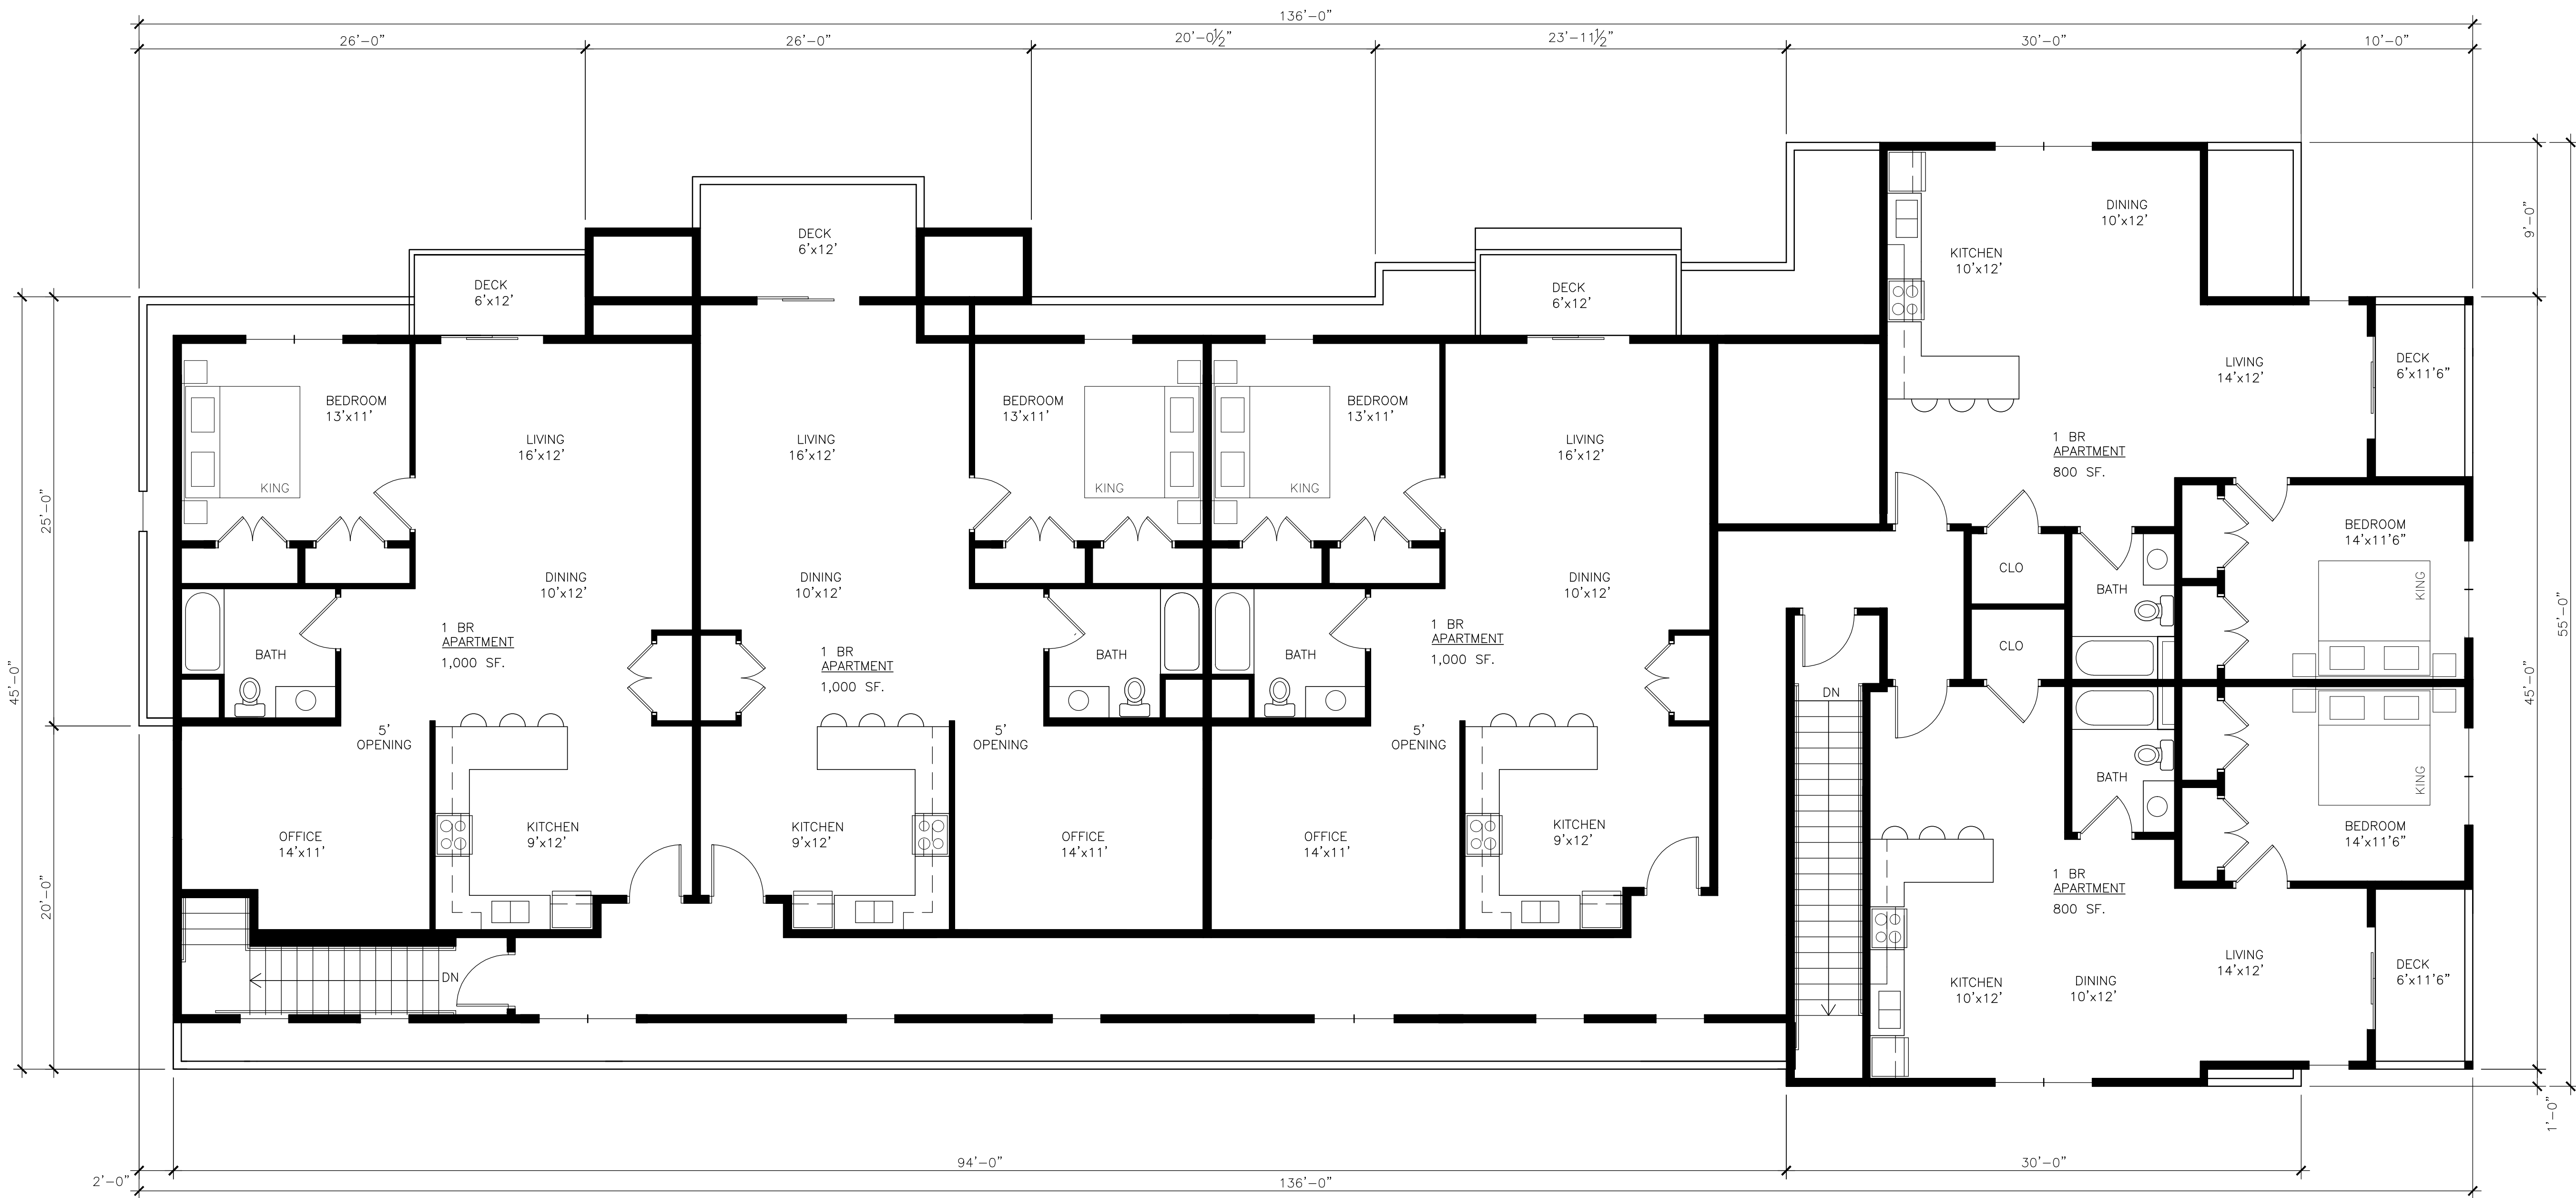 136'-0"
26'-0"
26'-0"
20'-0½"
23'-11½"
30'-0"
10'-0"
DECK
6'x12'
DECK
6'x12'
DECK
6'x12'
DINING
10'x12'
KITCHEN
10'x12'
9'-0"
LIVING
14'x12'
DECK
6'x11'6"
BEDROOM
13'x11'
KING
LIVING
16'x12'
LIVING
16'x12'
BEDROOM
13'x11'
KING
BEDROOM
13'x11'
KING
LIVING
16'x12'
1 BR
APARTMENT
800 SF.
25'-0"
BEDROOM
14'x11'6"
KING
CLO
BATH
DINING
10'x12'
DINING
10'x12'
DINING
10'x12'
1 BR
APARTMENT
1,000 SF.
1 BR
APARTMENT
1,000 SF.
1 BR
APARTMENT
1,000 SF.
BATH
BATH
BATH
CLO
DN
45'-0"
55'-0"
45'-0"
5'
OPENING
5'
OPENING
5'
OPENING
BATH
KING
BEDROOM
14'x11'6"
OFFICE
14'x11'
KITCHEN
9'x12'
KITCHEN
9'x12'
OFFICE
14'x11'
OFFICE
14'x11'
KITCHEN
9'x12'
1 BR
APARTMENT
800 SF.
20'-0"
DN
LIVING
14'x12'
DECK
6'x11'6"
KITCHEN
10'x12'
DINING
10'x12'
1'-0"
94'-0"
30'-0"
2'-0"
136'-0"